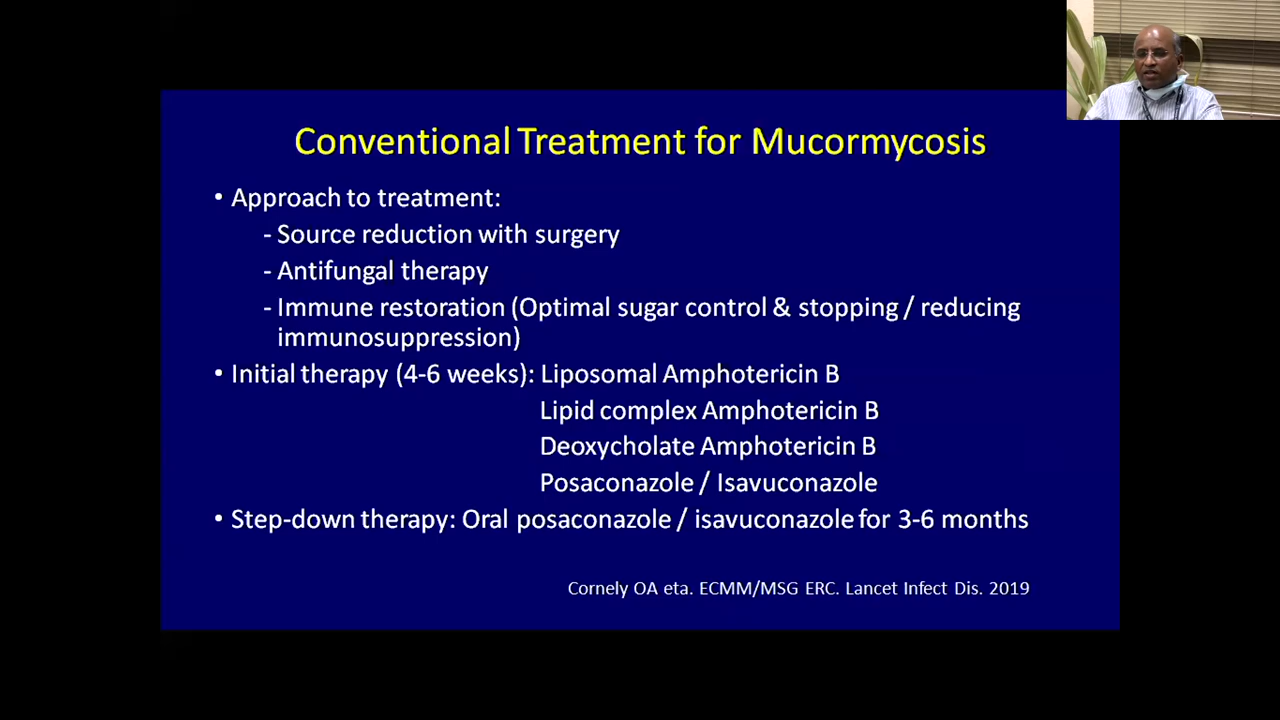 Conventional Treatment for Mucormycosis
• Approach to treatment:
- Source reduction with surgery
- Antifungal therapy
- Immune restoration (Optimal sugar control & stopping / reducing
immunosuppression)
• Initial therapy (4-6 weeks): Liposomal Amphotericin B
Lipid complex Amphotericin B
Deoxycholate Amphotericin B
Posaconazole / Isavuconazole
• Step-down therapy: Oral posaconazole / isavuconazole for 3-6 months
Cornely OA eta. ECMM/MSG ERC. Lancet Infect Dis. 2019